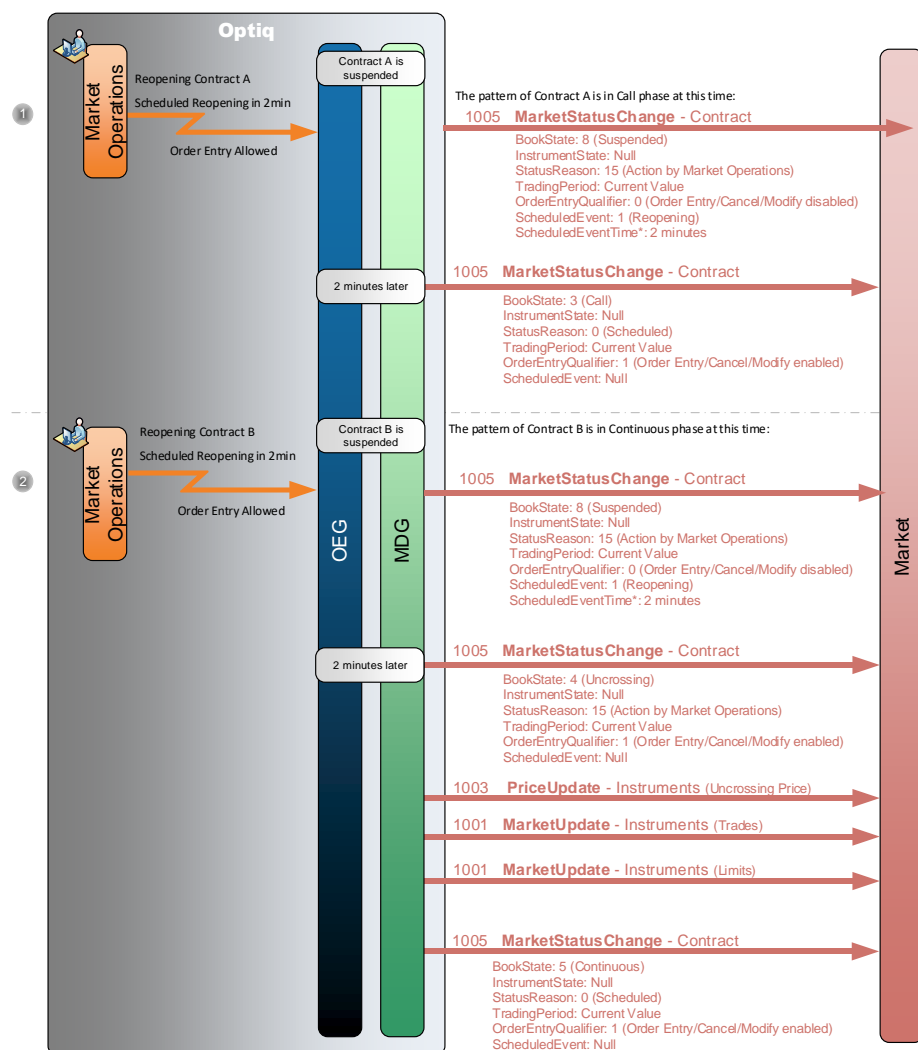 Optiq
Market Operations
Reopening Contract A
Scheduled Reopening in 2min
Order Entry Allowed
Contract A is
suspended
1
The pattern of Contract A is in Call phase at this time:
1005 MarketStatusChange - Contract
BookState: 8 (Suspended)
InstrumentState: Null
StatusReason: 15 (Action by Market Operations)
TradingPeriod: Current Value
OrderEntryQualifier: 0 (Order Entry/Cancel/Modify disabled)
ScheduledEvent: 1 (Reopening)
ScheduledEventTime*: 2 minutes
2 minutes later
1005 MarketStatusChange - Contract
BookState: 3 (Call)
InstrumentState: Null
StatusReason: 0 (Scheduled)
TradingPeriod: Current Value
OrderEntryQualifier: 1 (Order Entry/Cancel/Modify enabled)
ScheduledEvent: Null
Market Operations
Reopening Contract B
Scheduled Reopening in 2min
Order Entry Allowed
Contract B is
suspended
2
The pattern of Contract B is in Continuous phase at this time:
1005 MarketStatusChange - Contract
BookState: 8 (Suspended)
InstrumentState: Null
StatusReason: 15 (Action by Market Operations)
TradingPeriod: Current Value
OrderEntryQualifier: 0 (Order Entry/Cancel/Modify disabled)
ScheduledEvent: 1 (Reopening)
ScheduledEventTime*: 2 minutes
OEG
MDG
Market
2 minutes later
1005 MarketStatusChange - Contract
BookState: 4 (Uncrossing)
InstrumentState: Null
StatusReason: 15 (Action by Market Operations)
TradingPeriod: Current Value
OrderEntryQualifier: 1 (Order Entry/Cancel/Modify enabled)
ScheduledEvent: Null
1003 PriceUpdate - Instruments (Uncrossing Price)
1001 MarketUpdate - Instruments (Trades)
1001 MarketUpdate - Instruments (Limits)
1005 MarketStatusChange - Contract
BookState: 5 (Continuous)
InstrumentState: Null
StatusReason: 0 (Scheduled)
TradingPeriod: Current Value
OrderEntryQualifier: 1 (Order Entry/Cancel/Modify enabled)
ScheduledEvent: Null